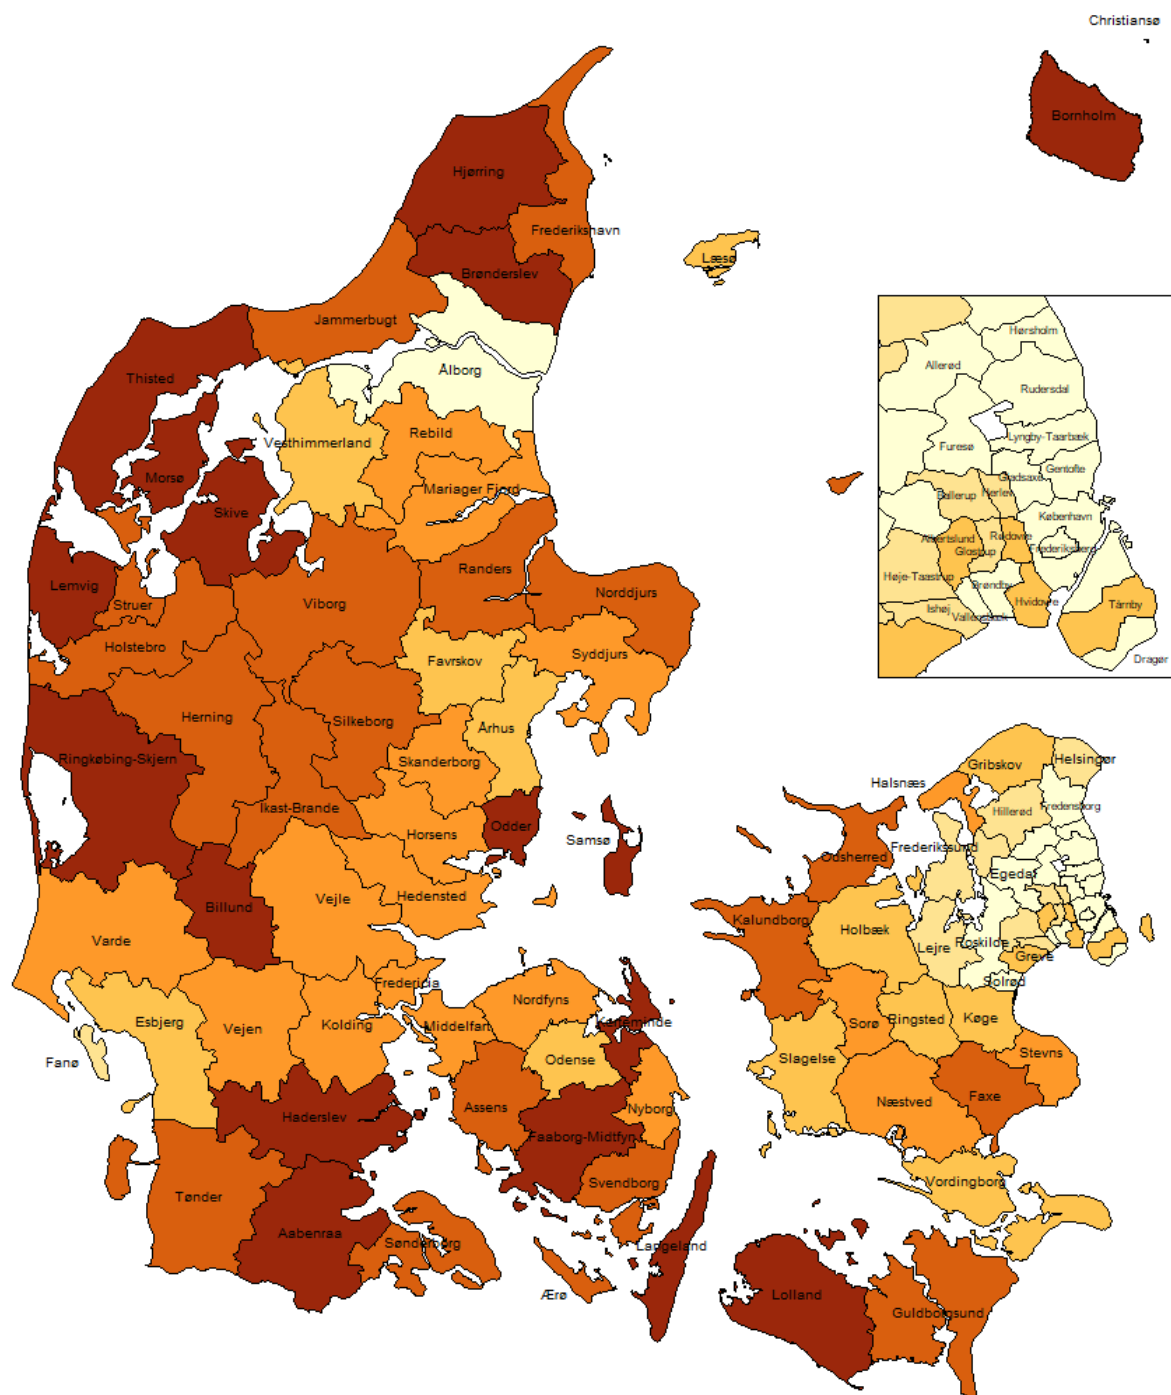 Christiansø
Bornholm
Hjørring
Frederikshavn
Brønderslev
Læsø
Jammerbugt
Ålborg
Thisted
Vesthimmerland
Rebild
Morsø
Mariager Fjord
Skive
Lemvig
Struer
Viborg
Randers
Norddjurs
Holstebro
Favrskov
Syddjurs
Herning
Silkeborg
Århus
Ringkøbing-Skjern
Skanderborg
Ikast-Brande
Horsens
Odder
Samsø
Billund
Vejle
Hedensted
Varde
Fredericia
Esbjerg
Vejen
Kolding
Middelfart
Nordfyns
Kerteminde
Fanø
Odense
Haderslev
Assens
Nyborg
Faaborg-Midtfyn
Tønder
Svendborg
Aabenraa
Sønderborg
Langeland
Ærø
Hørsholm
Allerød
Rudersdal
Furesø
Lyngby-Taarbæk
Gladsaxe
Gentofte
Ballerup
Herlev
København
Albertslund
Rødovre
Glostrup
Frederiksberg
Høje-Taastrup
Brøndby
Ishøj
Vallensbæk
Hvidovre
Tårnby
Dragør
Gribskov
Helsingør
Halsnæs
Hillerød
Fredensborg
Frederikssund
Odsherred
Egedal
Kalundborg
Holbæk
Lejre
Roskilde
Greve
Solrød
Sorø
Ringsted
Køge
Slagelse
Stevns
Næstved
Faxe
Vordingborg
Lolland
Guldborgsund